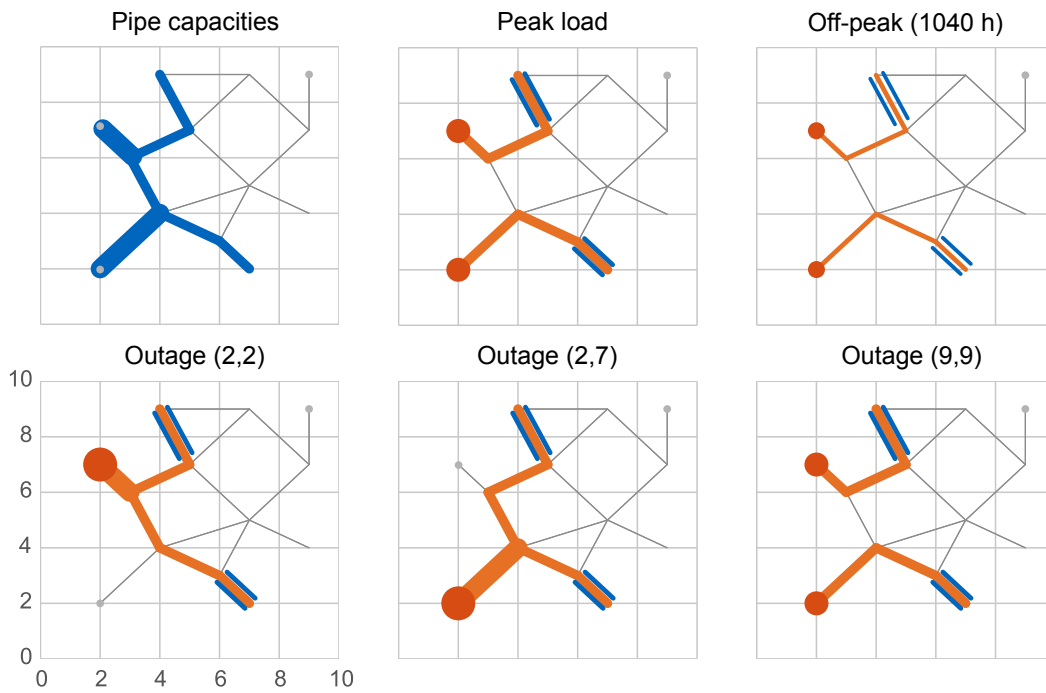 Pipe capacities
Peak load
Off-peak (1040 h)
Outage (2,2)
Outage (2,7)
Outage (9,9)
10
8
6
4
2
0
0 2 4 6 8 10